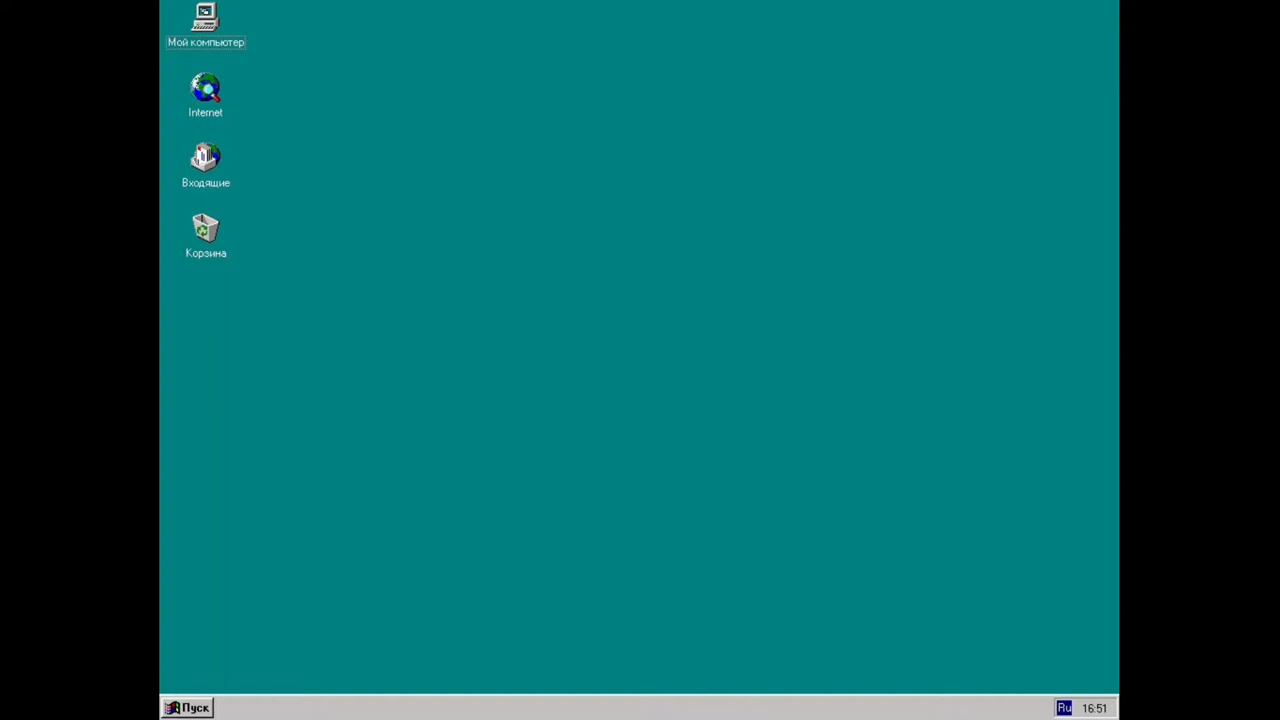 Мой компьютер
Internet
Входящие
Корзина
Пуск
Ru 16:51